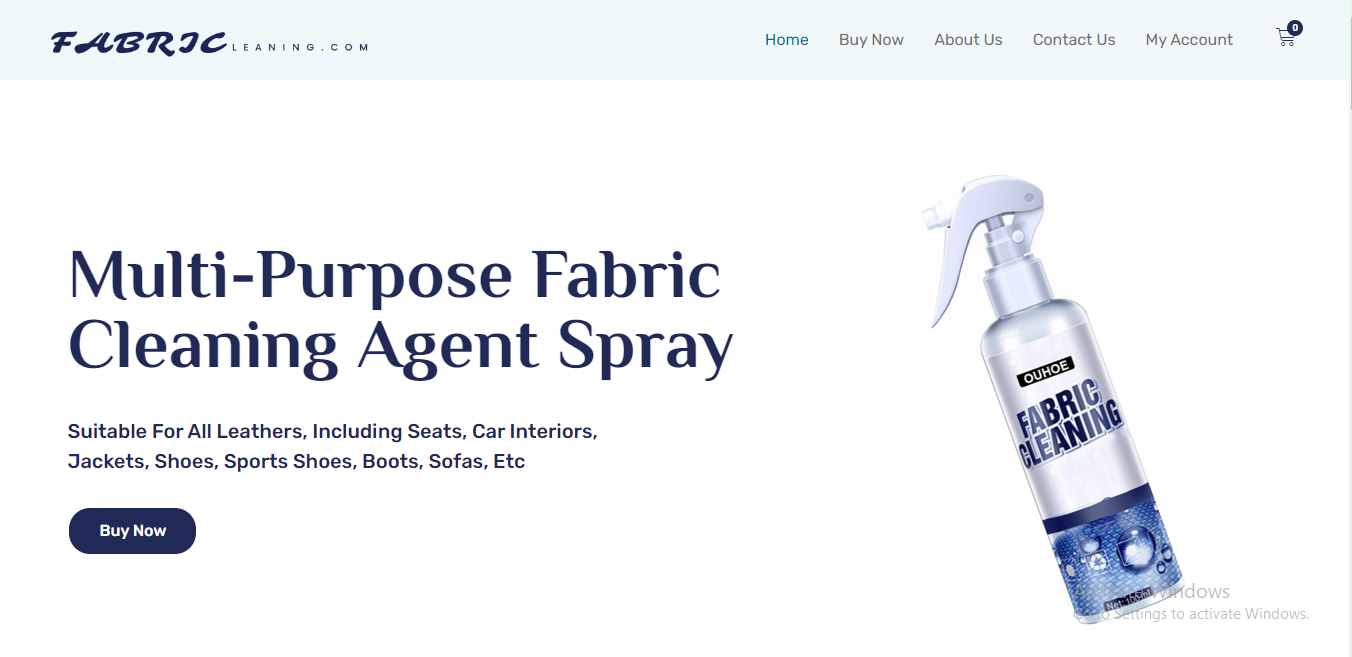 FABRICLEANING.COM
Home Buy Now About Us Contact Us My Account 0
Multi-Purpose Fabric
Cleaning Agent Spray
Suitable For All Leathers, Including Seats, Car Interiors,
Jackets, Shoes, Sports Shoes, Boots, Sofas, Etc
Buy Now
OUHOE
FABRIC
CLEANING
Net: 100ml
Activate Windows
Go to Settings to activate Windows.